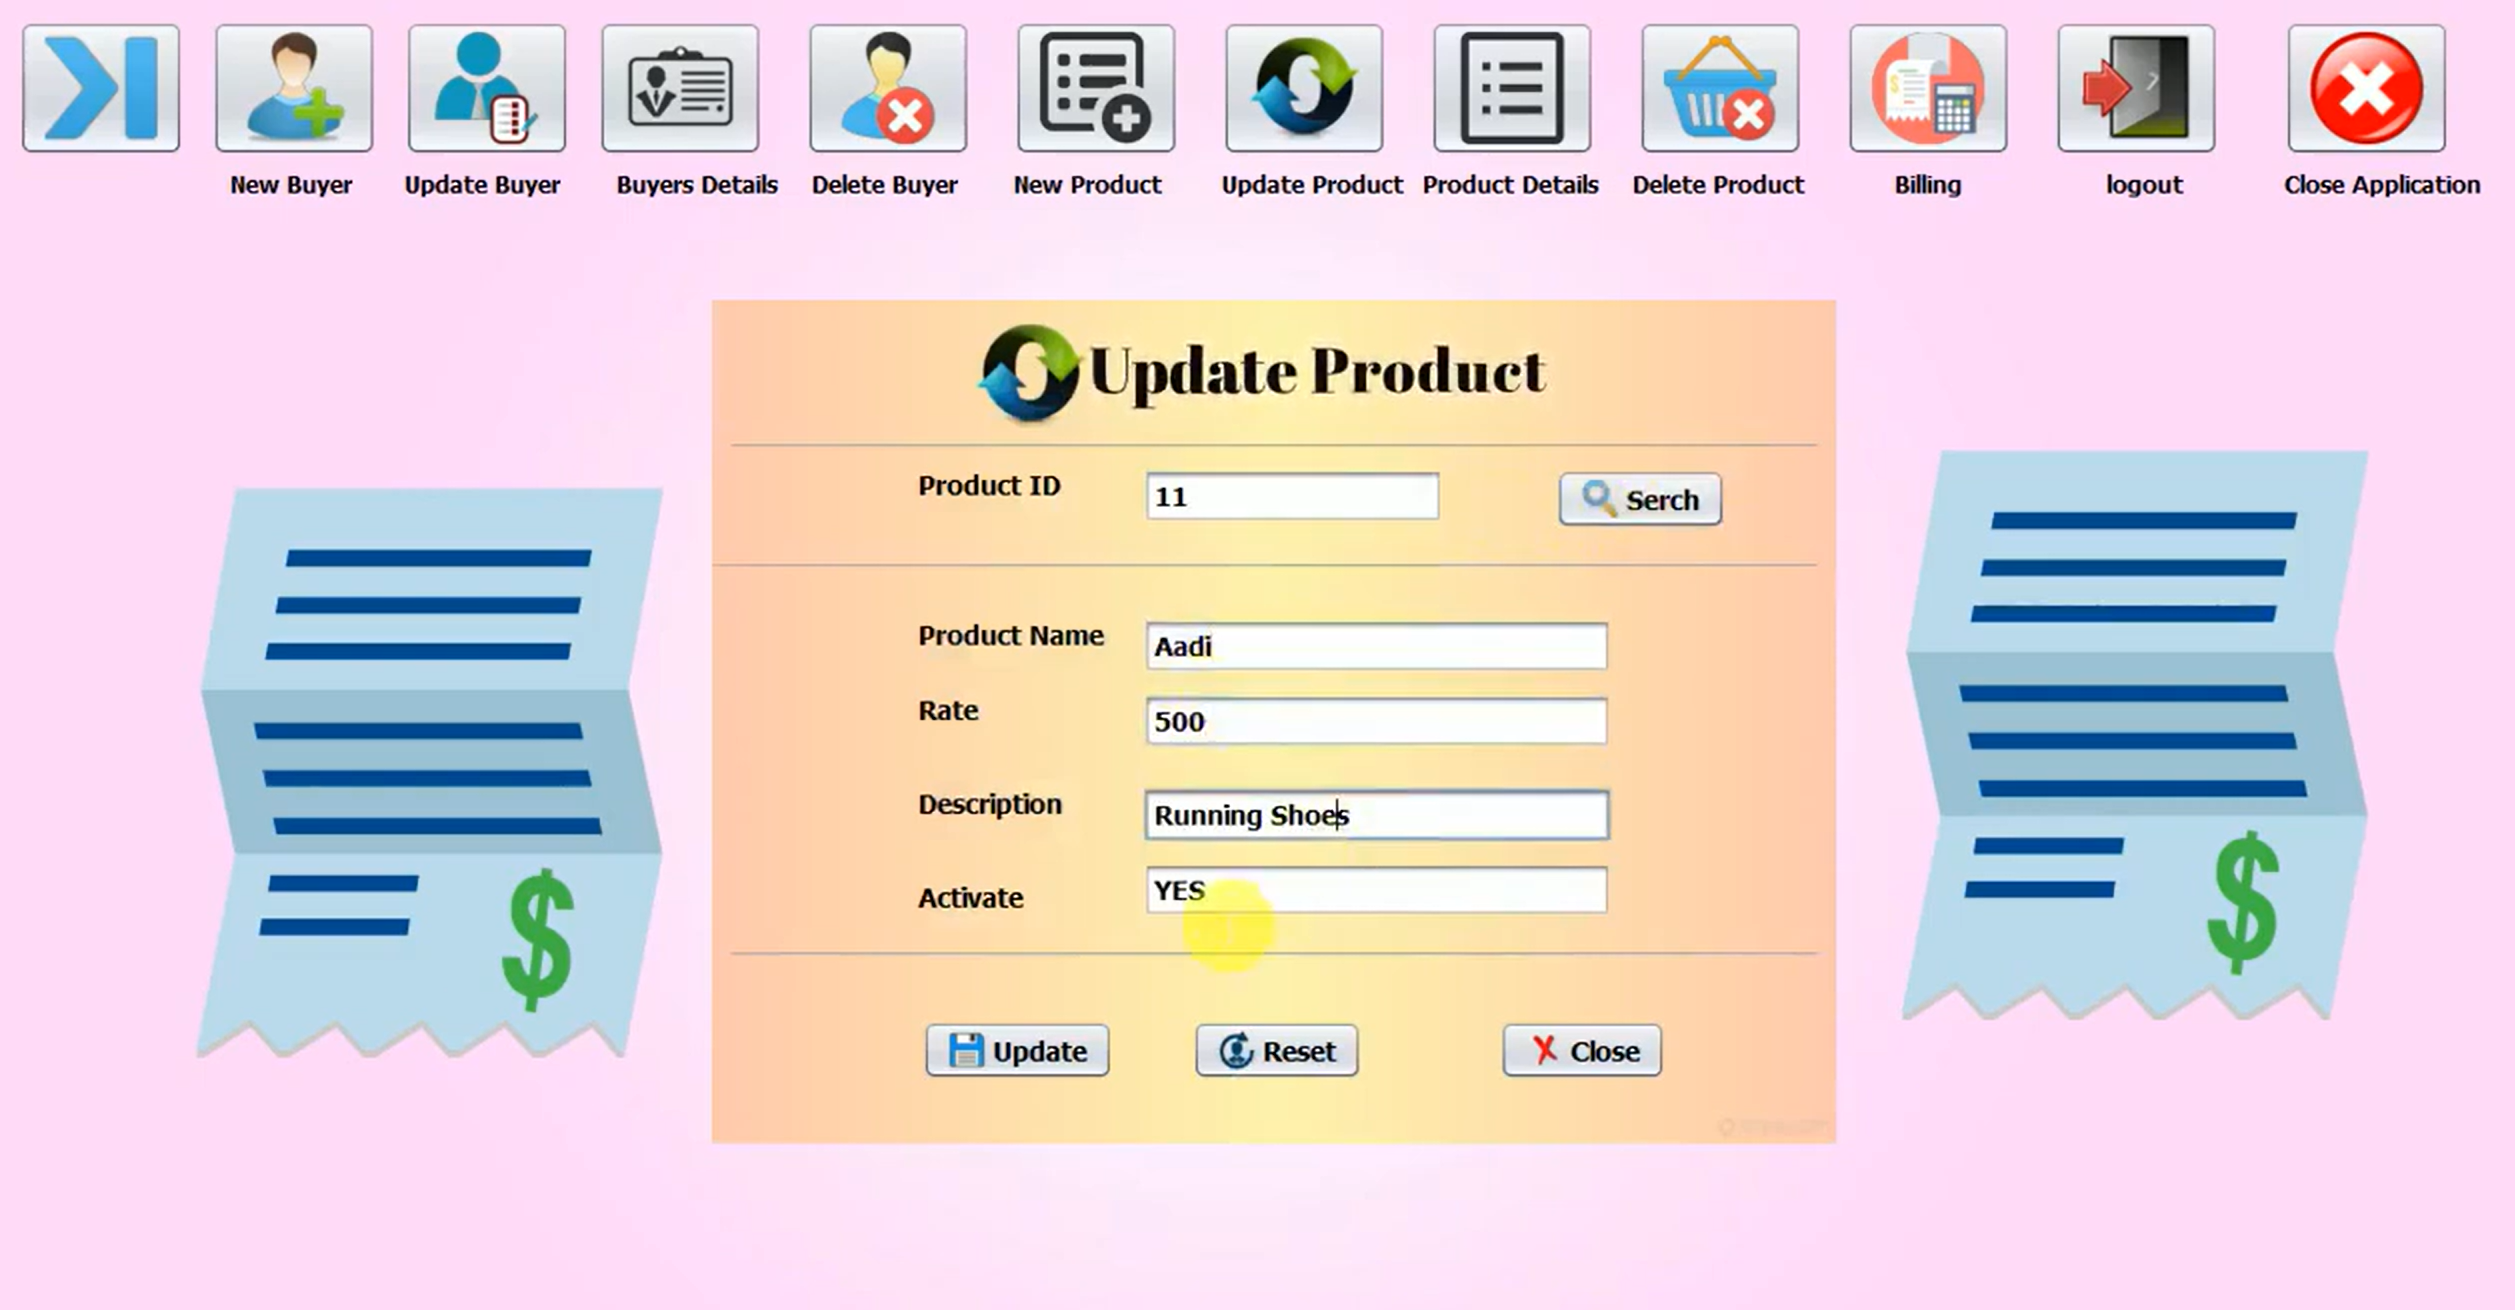 New Buyer Update Buyer Buyers Details Delete Buyer New Product Update Product Product Details Delete Product Billing logout Close Application
Update Product
Product ID 11 Serch
Product Name Aadi
Rate 500
Description Running Shoes
Activate YES
Update Reset Close